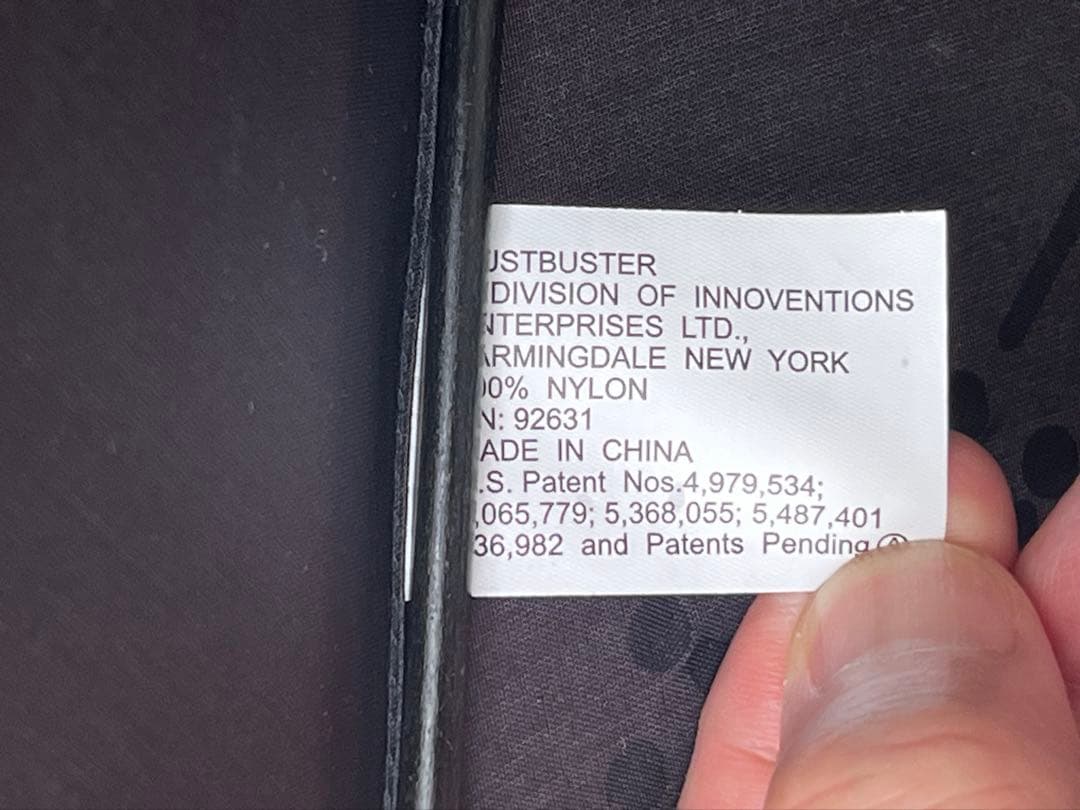 USTBUSTER
DIVISION OF INNOVENTIONS
NTERPRISES LTD.,
ARMINGDALE NEW YORK
00% NYLON
N: 92631
ADE IN CHINA
.S. Patent Nos.4,979,534;
,065,779; 5,368,055; 5,487,401
36,982 and Patents Pending